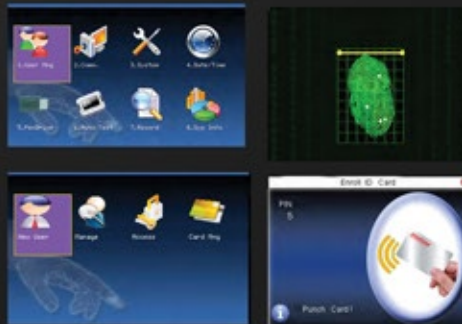 1.User Mng 2.Comm. 3.System 4.Date/Time
5.PenDrive 6.Auto Test 7.Record 8.Sys Info
New User Manage Access Card Mng
Enroll ID Card
PIN
5
Punch Card!